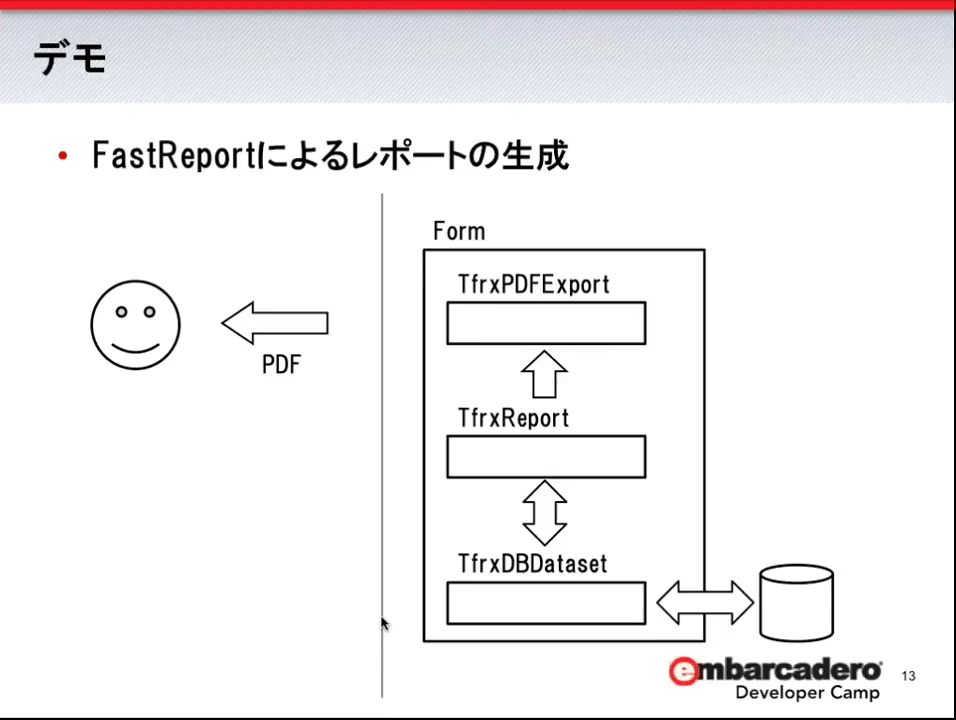 デモ
• FastReportによるレポートの生成
Form
TfrxPDFExport
PDF
TfrxReport
TfrxDBDataset
embarcadero
Developer Camp
13